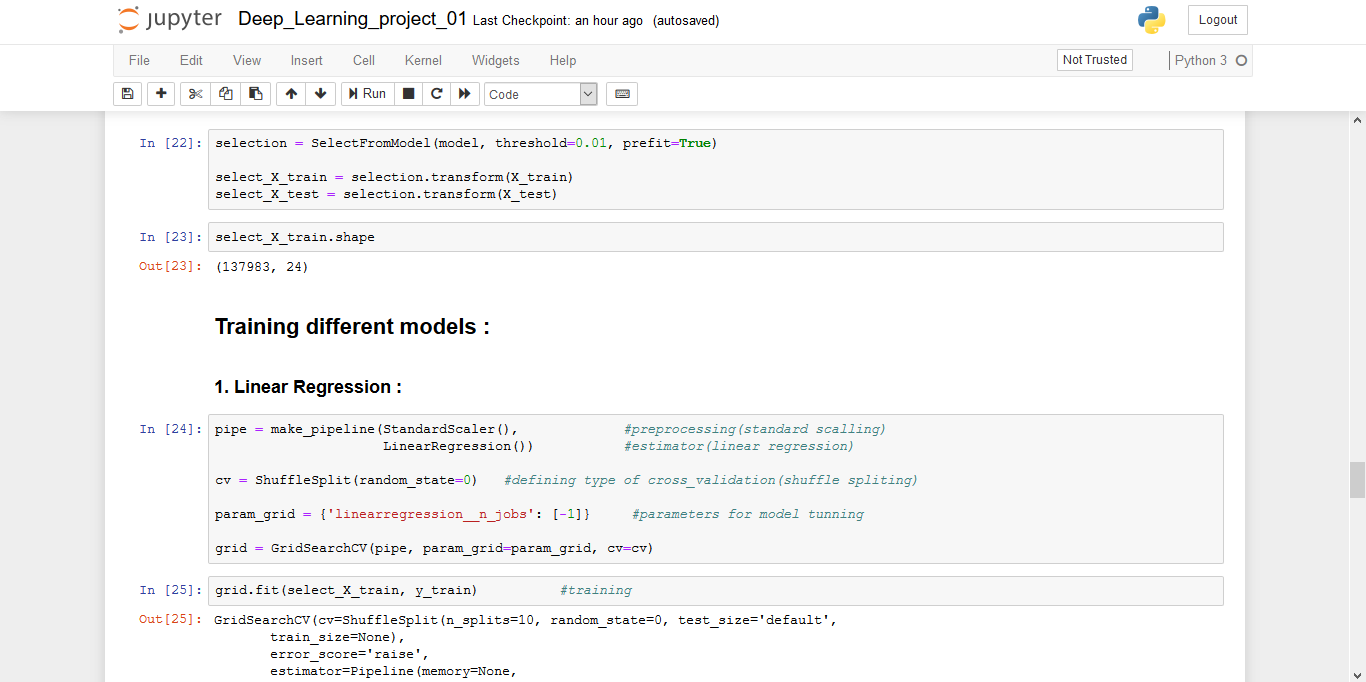 jupyter Deep_Learning_project_01 Last Checkpoint: an hour ago (autosaved) Logout
File Edit View Insert Cell Kernel Widgets Help Not Trusted Python 3
Run Code
In [22]: selection = SelectFromModel(model, threshold=0.01, prefit=True)
select_X_train = selection.transform(X_train)
select_X_test = selection.transform(X_test)
In [23]: select_X_train.shape
Out[23]: (137983, 24)
Training different models :
1. Linear Regression :
In [24]: pipe = make_pipeline(StandardScaler(), #preprocessing(standard scalling)
LinearRegression()) #estimator(linear regression)
cv = ShuffleSplit(random_state=0) #defining type of cross_validation(shuffle spliting)
param_grid = {'linearregression__n_jobs': [-1]} #parameters for model tunning
grid = GridSearchCV(pipe, param_grid=param_grid, cv=cv)
In [25]: grid.fit(select_X_train, y_train) #training
Out[25]: GridSearchCV(cv=ShuffleSplit(n_splits=10, random_state=0, test_size='default',
train_size=None),
error_score='raise',
estimator=Pipeline(memory=None,